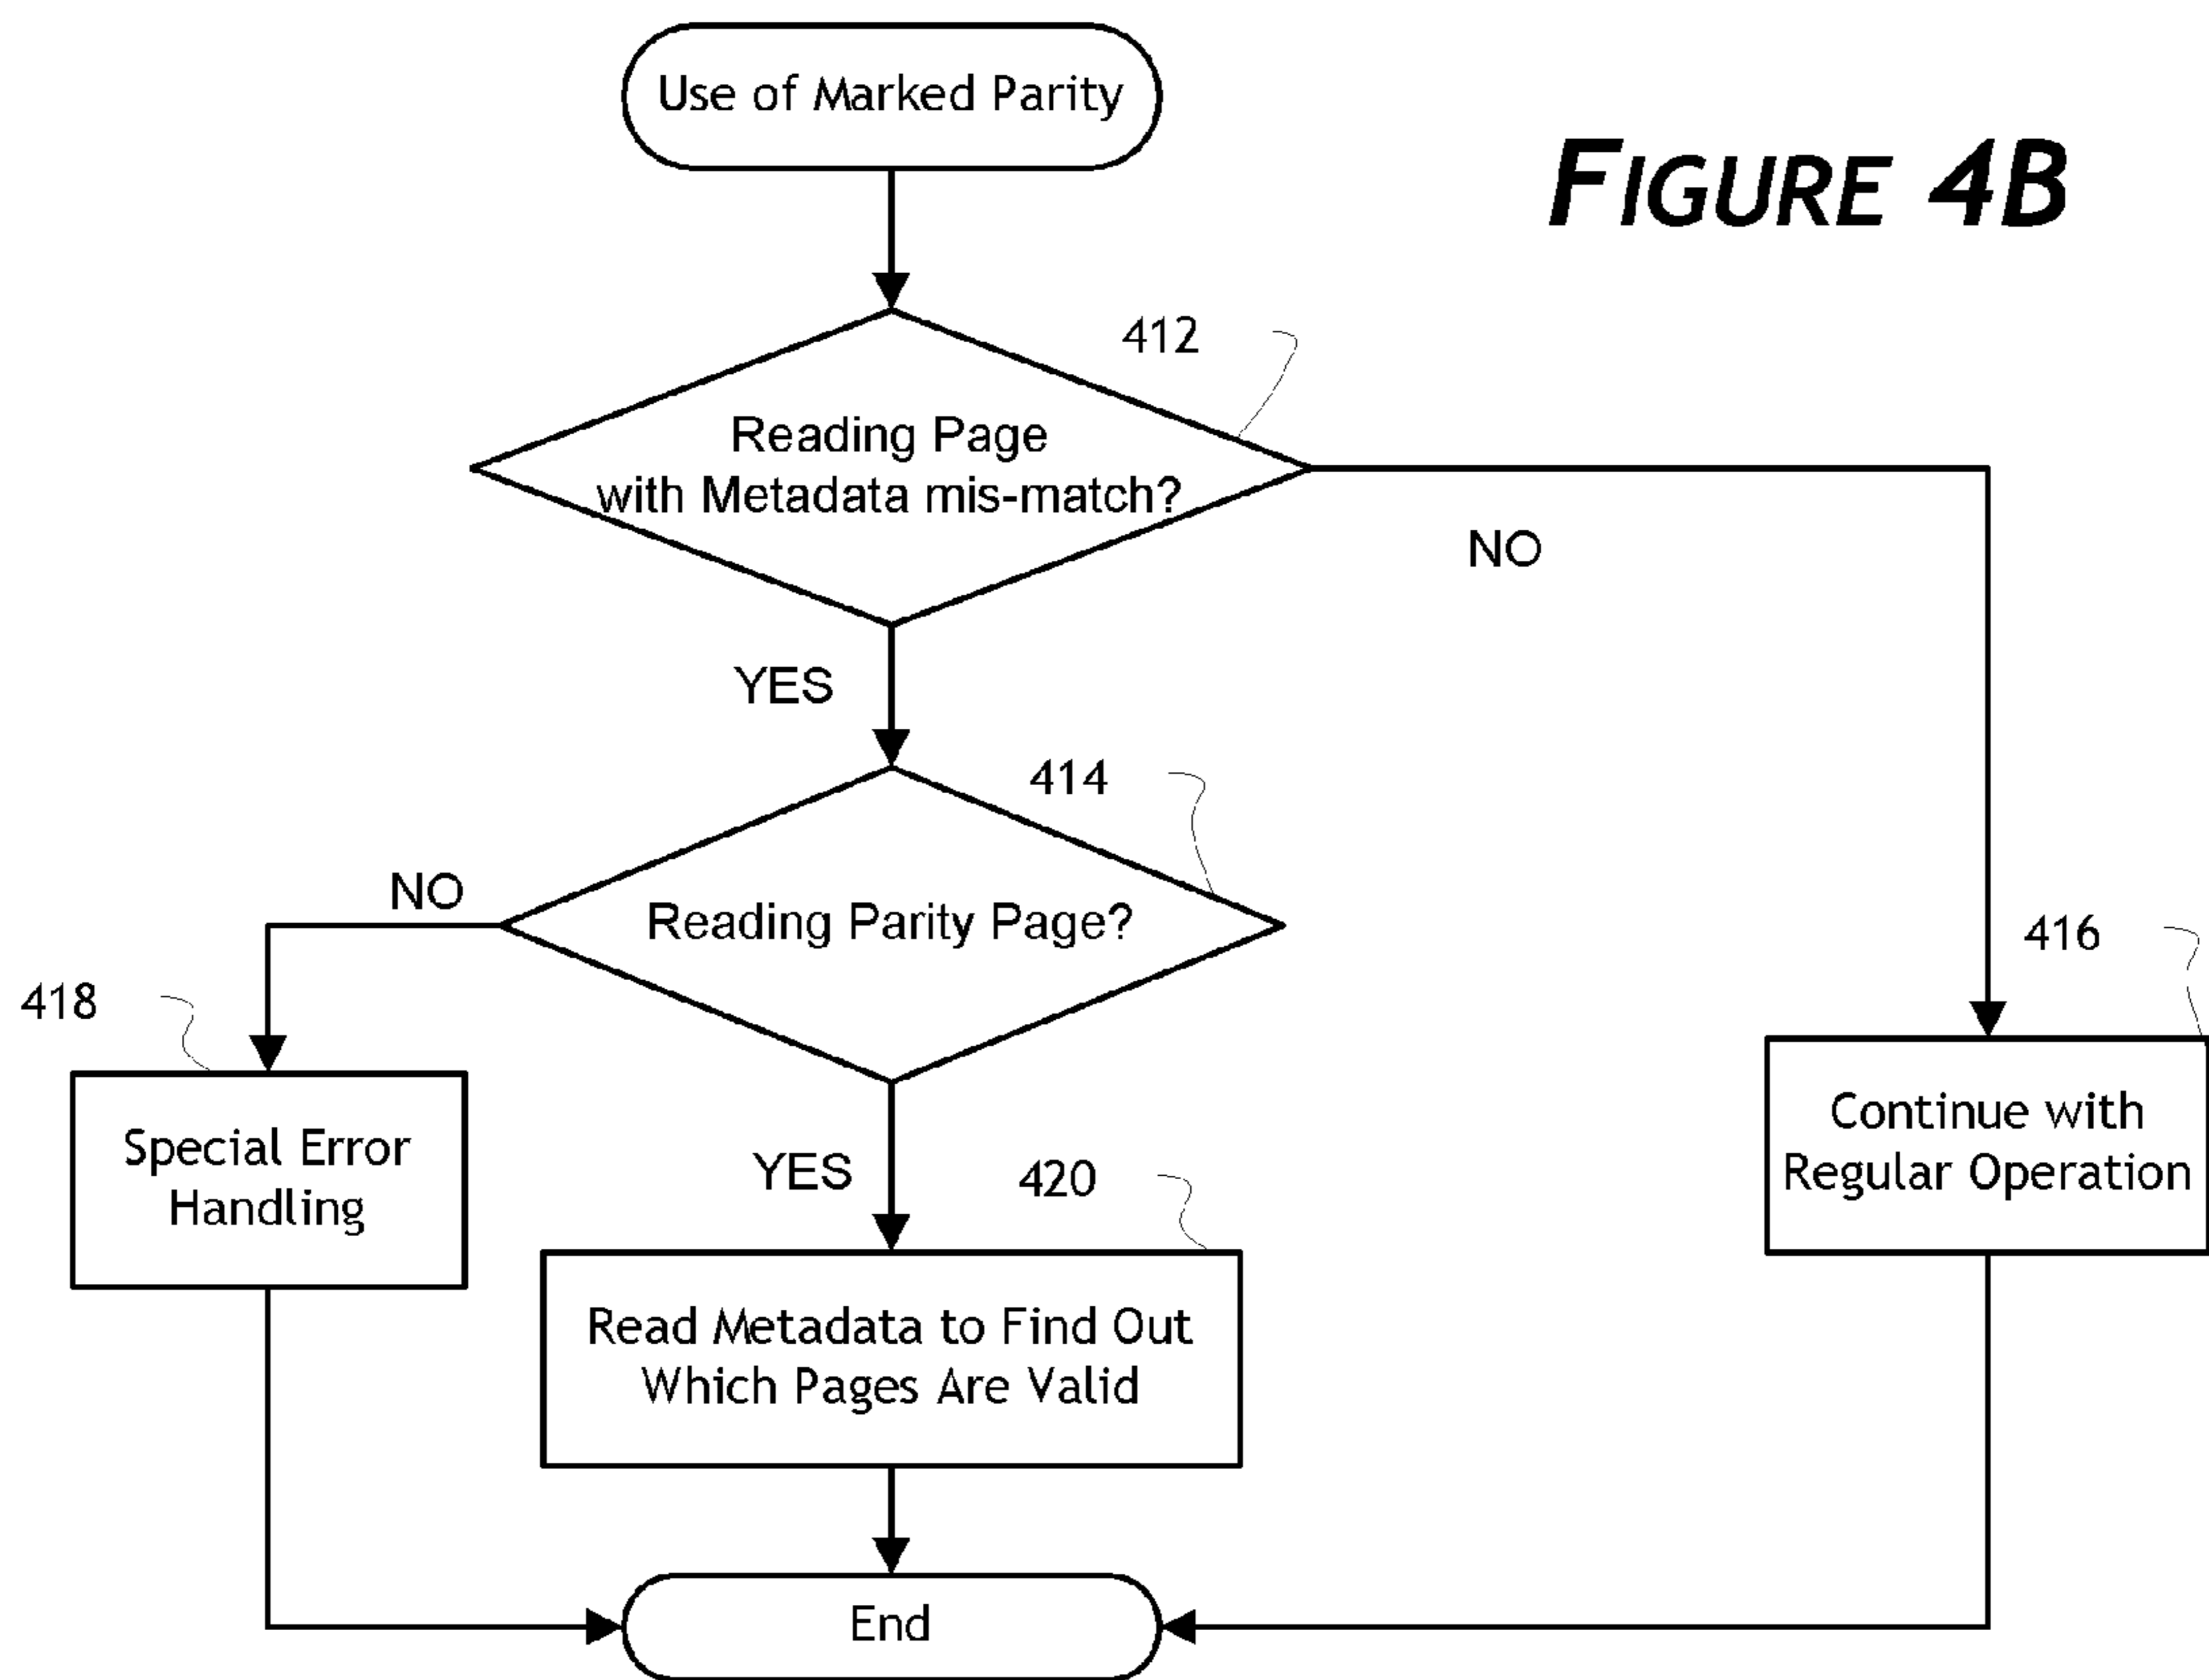 Use of Marked Parity
FIGURE 4B
412
Reading Page
with Metadata mis-match?
NO
YES
414
Reading Parity Page?
NO
416
418
Continue with
Regular Operation
Special Error
Handling
YES
420
Read Metadata to Find Out
Which Pages Are Valid
End